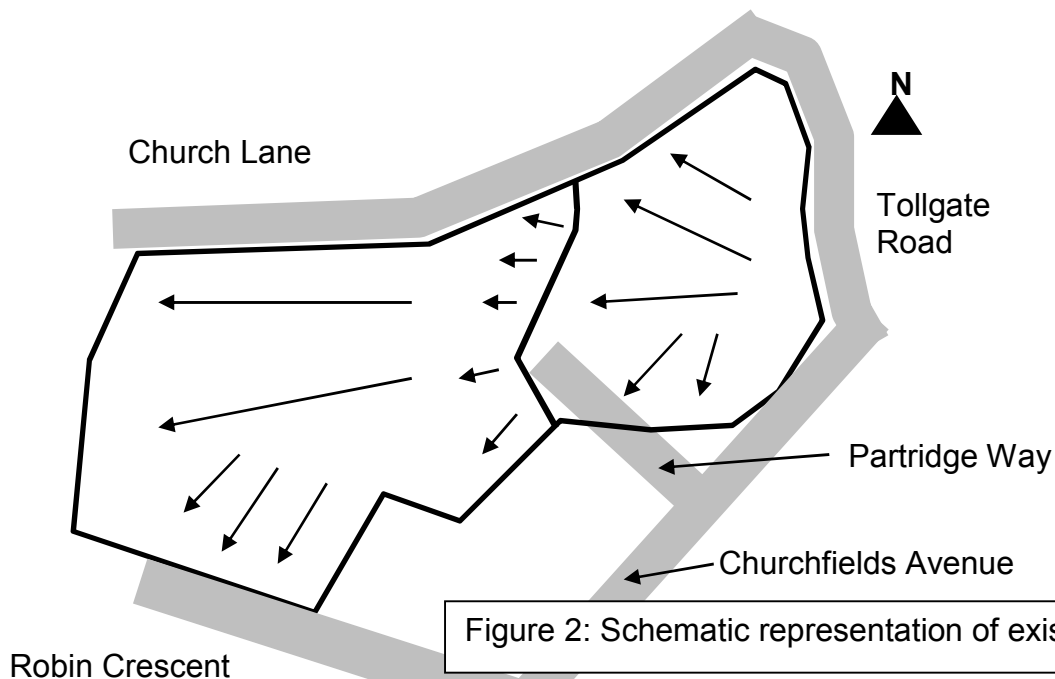 N
Church Lane
Tollgate
Road
Partridge Way
Churchfields Avenue
Figure 2: Schematic representation of exis
Robin Crescent